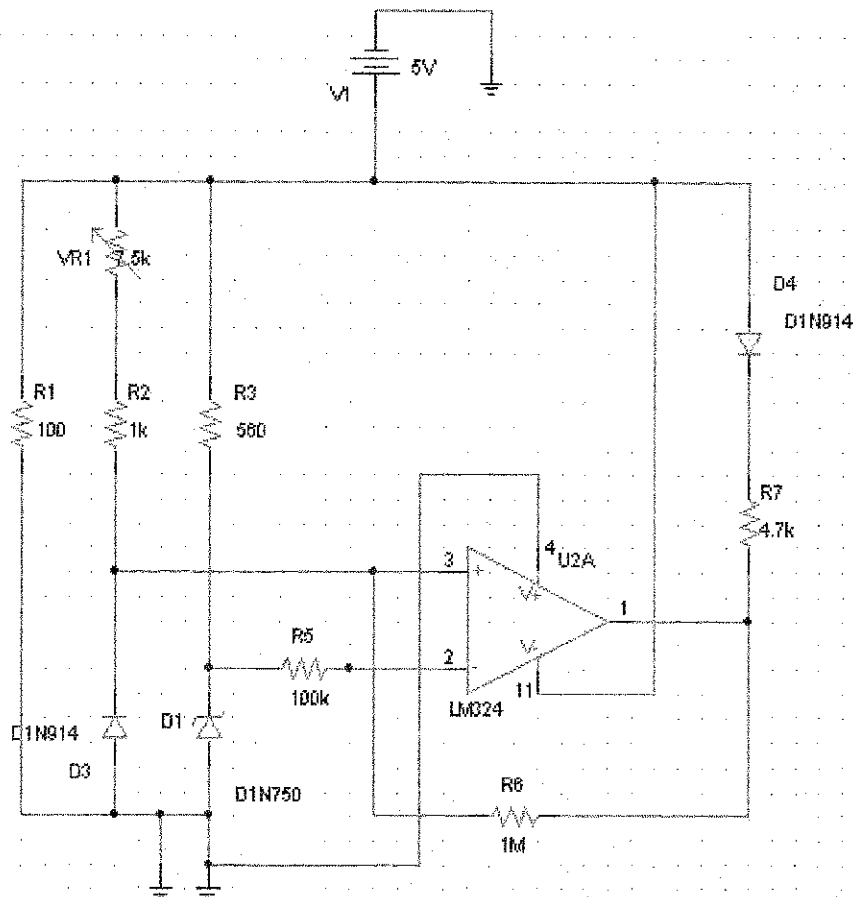 5V
V1
VR1
7.5k
D4
D1N914
R1
100
R2
1k
R3
560
R7
4.7k
4
U2A
3
+
V+
1
R5
100k
2
-
V-
11
LM324
D1N914
D1
D3
D1N750
R6
1M